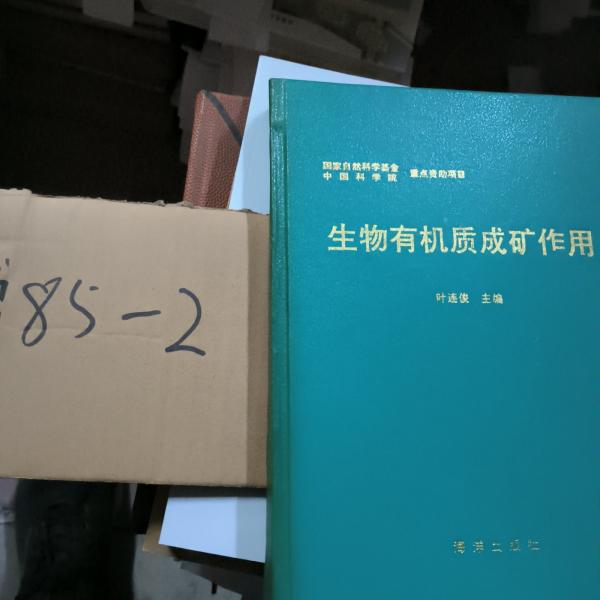 国家自然科学基金
中国科学院
重点资助项目
生物有机质成矿作用
叶连俊 主编
海洋出版社
85-2